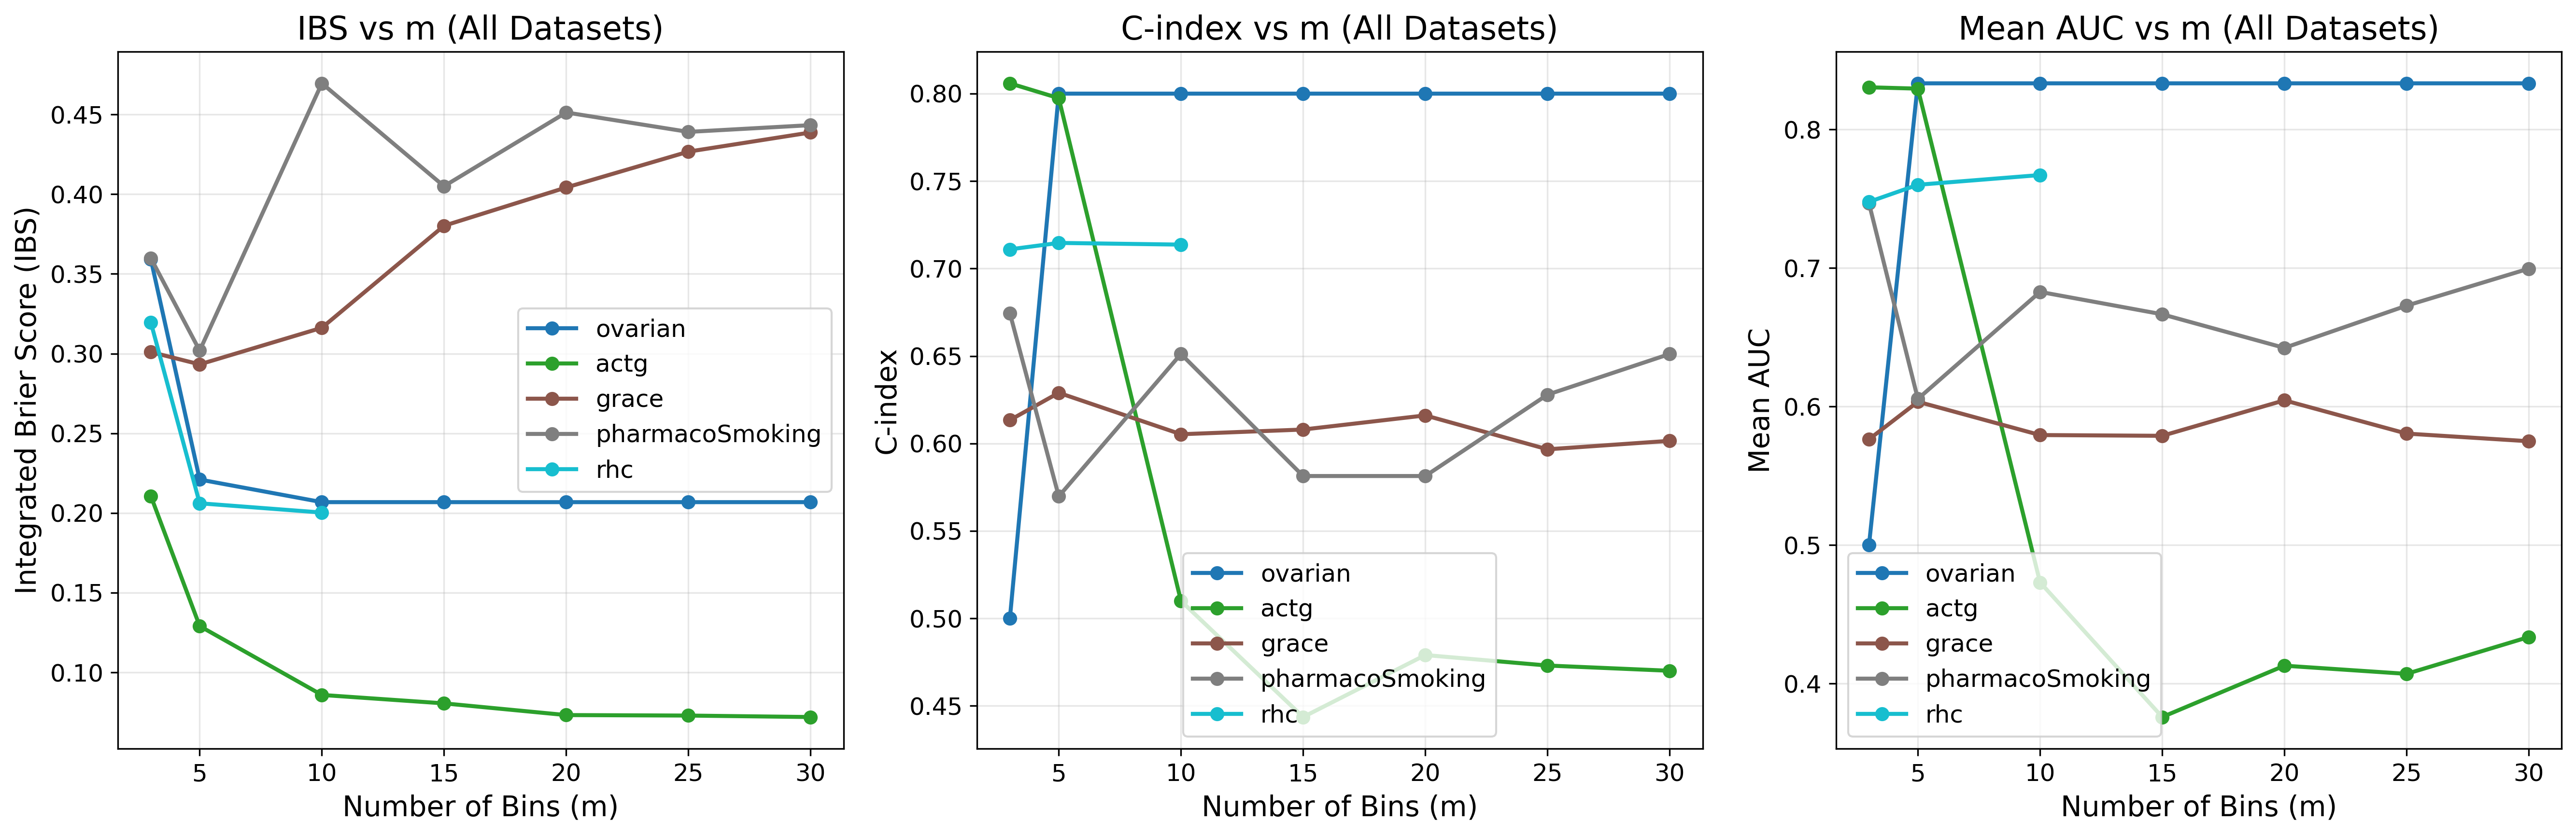 IBS vs m (All Datasets)
Integrated Brier Score (IBS)
0.45
0.40
0.35
0.30
0.25
0.20
0.15
0.10
ovarian
actg
grace
pharmacoSmoking
rhc
5 10 15 20 25 30
Number of Bins (m)
C-index vs m (All Datasets)
C-index
0.80
0.75
0.70
0.65
0.60
0.55
0.50
0.45
ovarian
actg
grace
pharmacoSmoking
rhc
5 10 15 20 25 30
Number of Bins (m)
Mean AUC vs m (All Datasets)
Mean AUC
0.8
0.7
0.6
0.5
0.4
ovarian
actg
grace
pharmacoSmoking
rhc
5 10 15 20 25 30
Number of Bins (m)